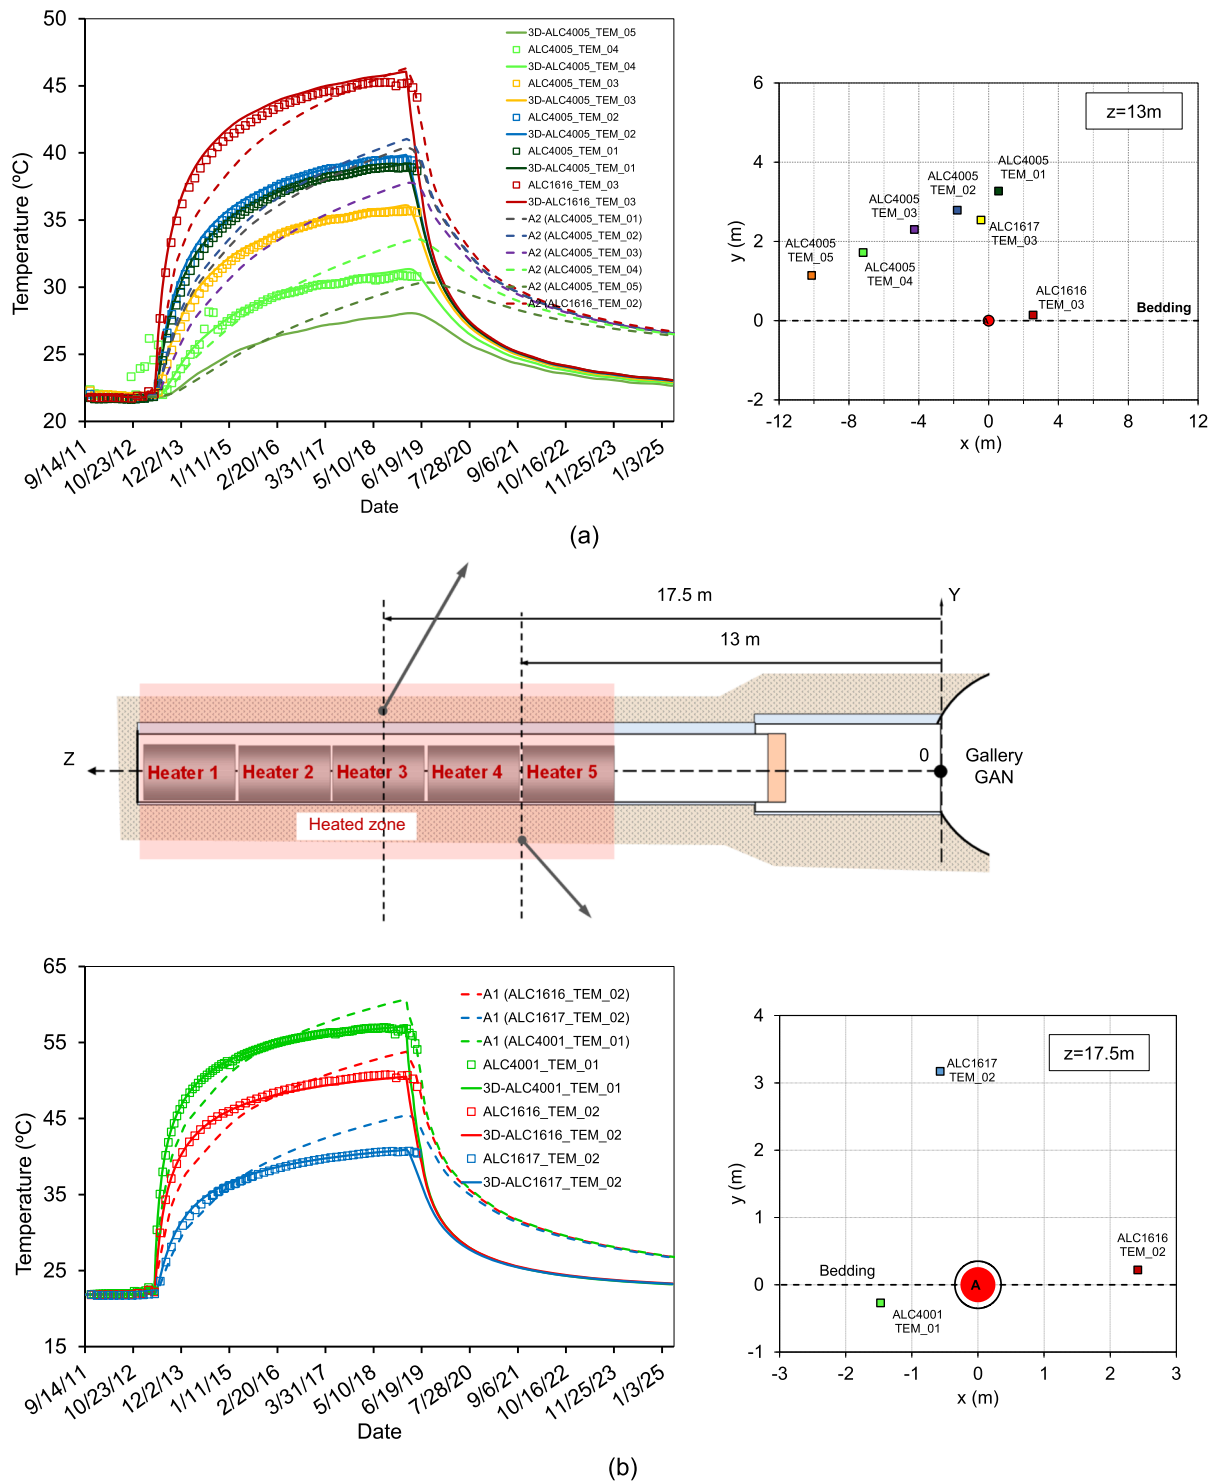 50
45
40
35
30
25
20
Temperature (ºC)
3D-ALC4005_TEM_05
ALC4005_TEM_04
3D-ALC4005_TEM_04
ALC4005_TEM_03
3D-ALC4005_TEM_03
ALC4005_TEM_02
3D-ALC4005_TEM_02
ALC4005_TEM_01
3D-ALC4005_TEM_01
ALC1616_TEM_03
3D-ALC1616_TEM_03
A2 (ALC4005_TEM_01)
A2 (ALC4005_TEM_02)
A2 (ALC4005_TEM_03)
A2 (ALC4005_TEM_04)
A2 (ALC4005_TEM_05)
A2 (ALC1616_TEM_02)
9/14/11
10/23/12
12/2/13
1/11/15
2/20/16
3/31/17
5/10/18
6/19/19
7/28/20
9/6/21
10/16/22
11/25/23
1/3/25
Date
6
4
2
0
-2
y (m)
z=13m
ALC4005
TEM_01
ALC4005
TEM_02
ALC4005
TEM_03
ALC1617
TEM_03
ALC4005
TEM_05
ALC4005
TEM_04
ALC1616
TEM_03
Bedding
-12
-8
-4
0
4
8
12
x (m)
(a)
17.5 m
Y
13 m
Z
Heater 1
Heater 2
Heater 3
Heater 4
Heater 5
0
Gallery
GAN
Heated zone
65
55
45
35
25
15
Temperature (ºC)
A1 (ALC1616_TEM_02)
A1 (ALC1617_TEM_02)
A1 (ALC4001_TEM_01)
ALC4001_TEM_01
3D-ALC4001_TEM_01
ALC1616_TEM_02
3D-ALC1616_TEM_02
ALC1617_TEM_02
3D-ALC1617_TEM_02
9/14/11
10/23/12
12/2/13
1/11/15
2/20/16
3/31/17
5/10/18
6/19/19
7/28/20
9/6/21
10/16/22
11/25/23
1/3/25
Date
4
3
2
1
0
-1
y (m)
z=17.5m
ALC1617
TEM_02
ALC1616
TEM_02
Bedding
A
ALC4001
TEM_01
-3
-2
-1
0
1
2
3
x (m)
(b)